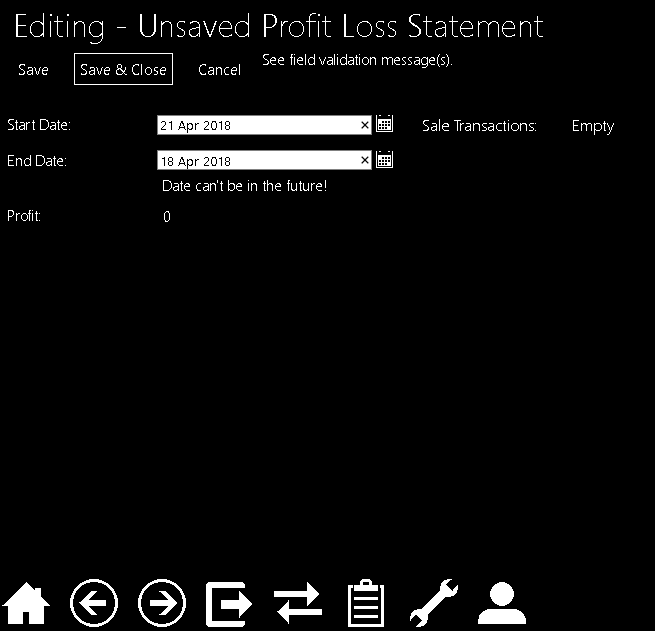 Editing - Unsaved Profit Loss Statement
Save Save & Close Cancel See field validation message(s).
Start Date: 21 Apr 2018 × Sale Transactions: Empty
End Date: 18 Apr 2018 ×
Date can't be in the future!
Profit: 0